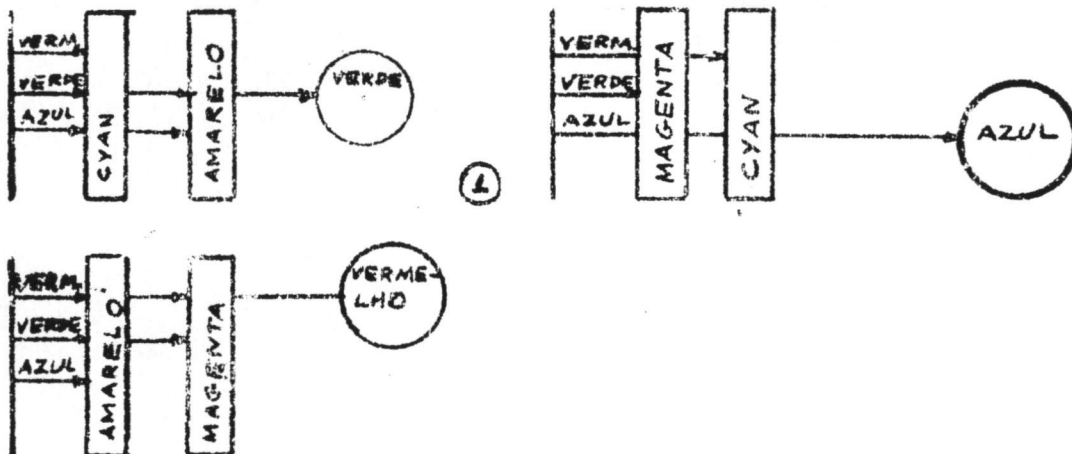 VERM
VERDE
AZUL
CYAN
AMARELO
VERDE
1
VERM
VERDE
AZUL
MAGENTA
CYAN
AZUL
VERM.
VERDE
AZUL
AMARELO
MAGENTA
VERME-
LHO